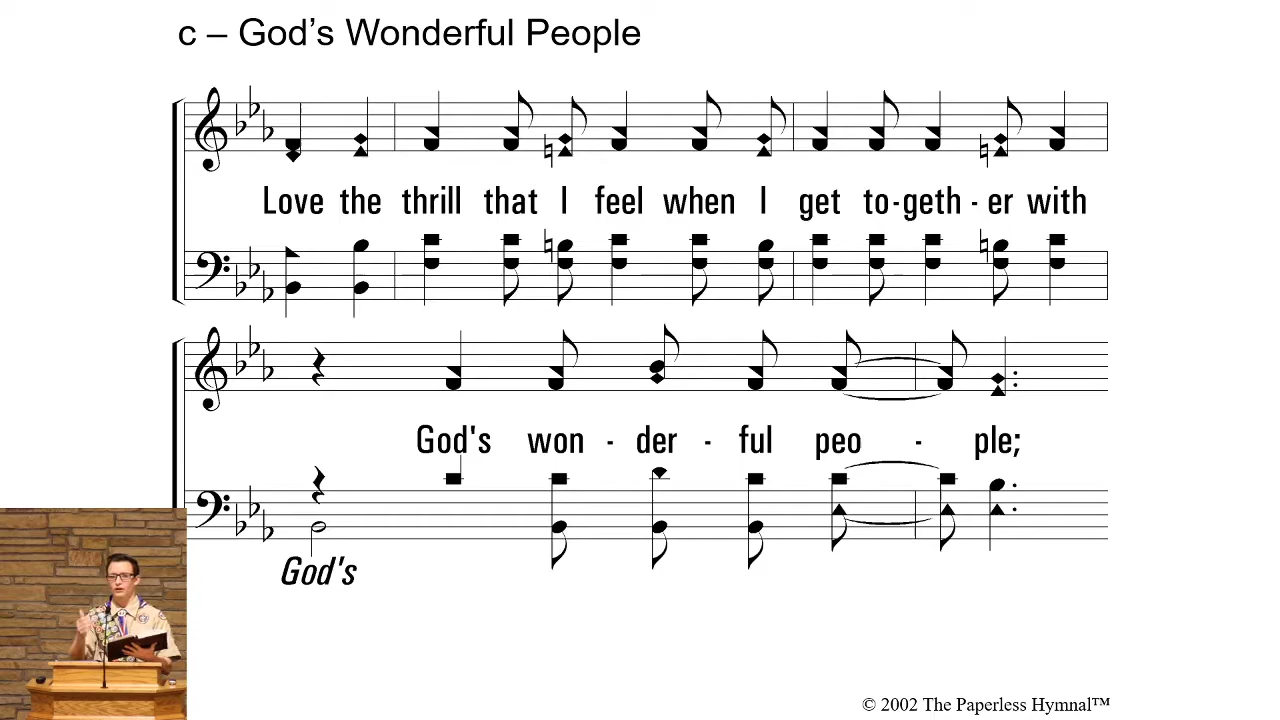 c – God’s Wonderful People
Love the thrill that I feel when I get to-geth - er with
God's won - der - ful peo - ple;
God's
© 2002 The Paperless Hymnal™